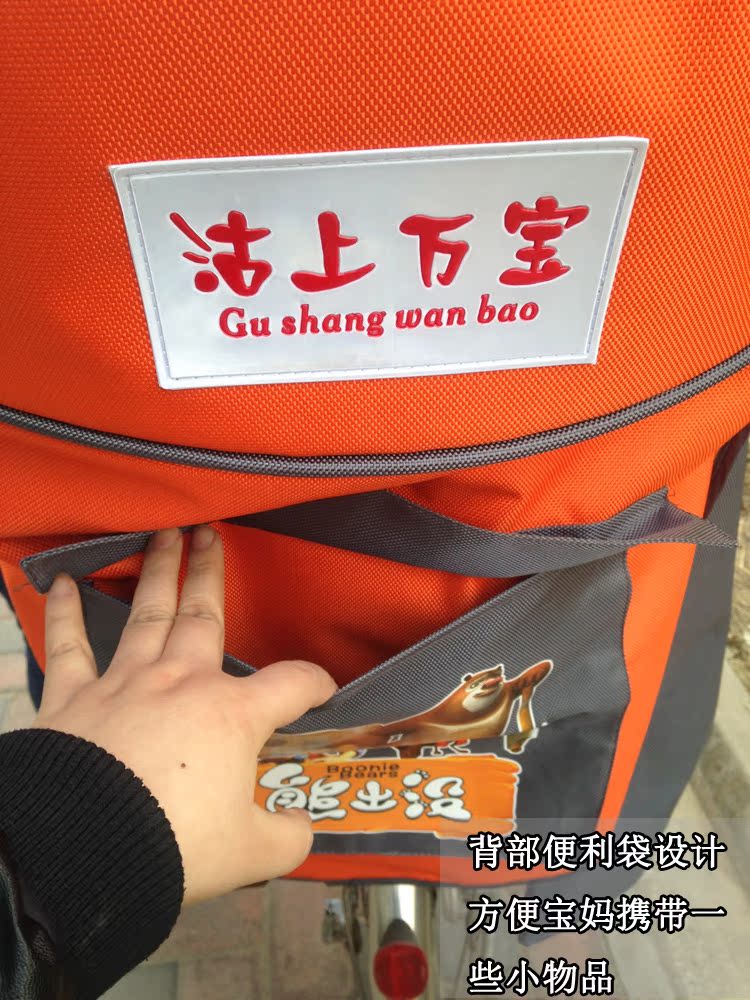 沽上万宝
Gu shang wan bao
Boonie
Bears
熊出没
背部便利袋设计
方便宝妈携带一
些小物品